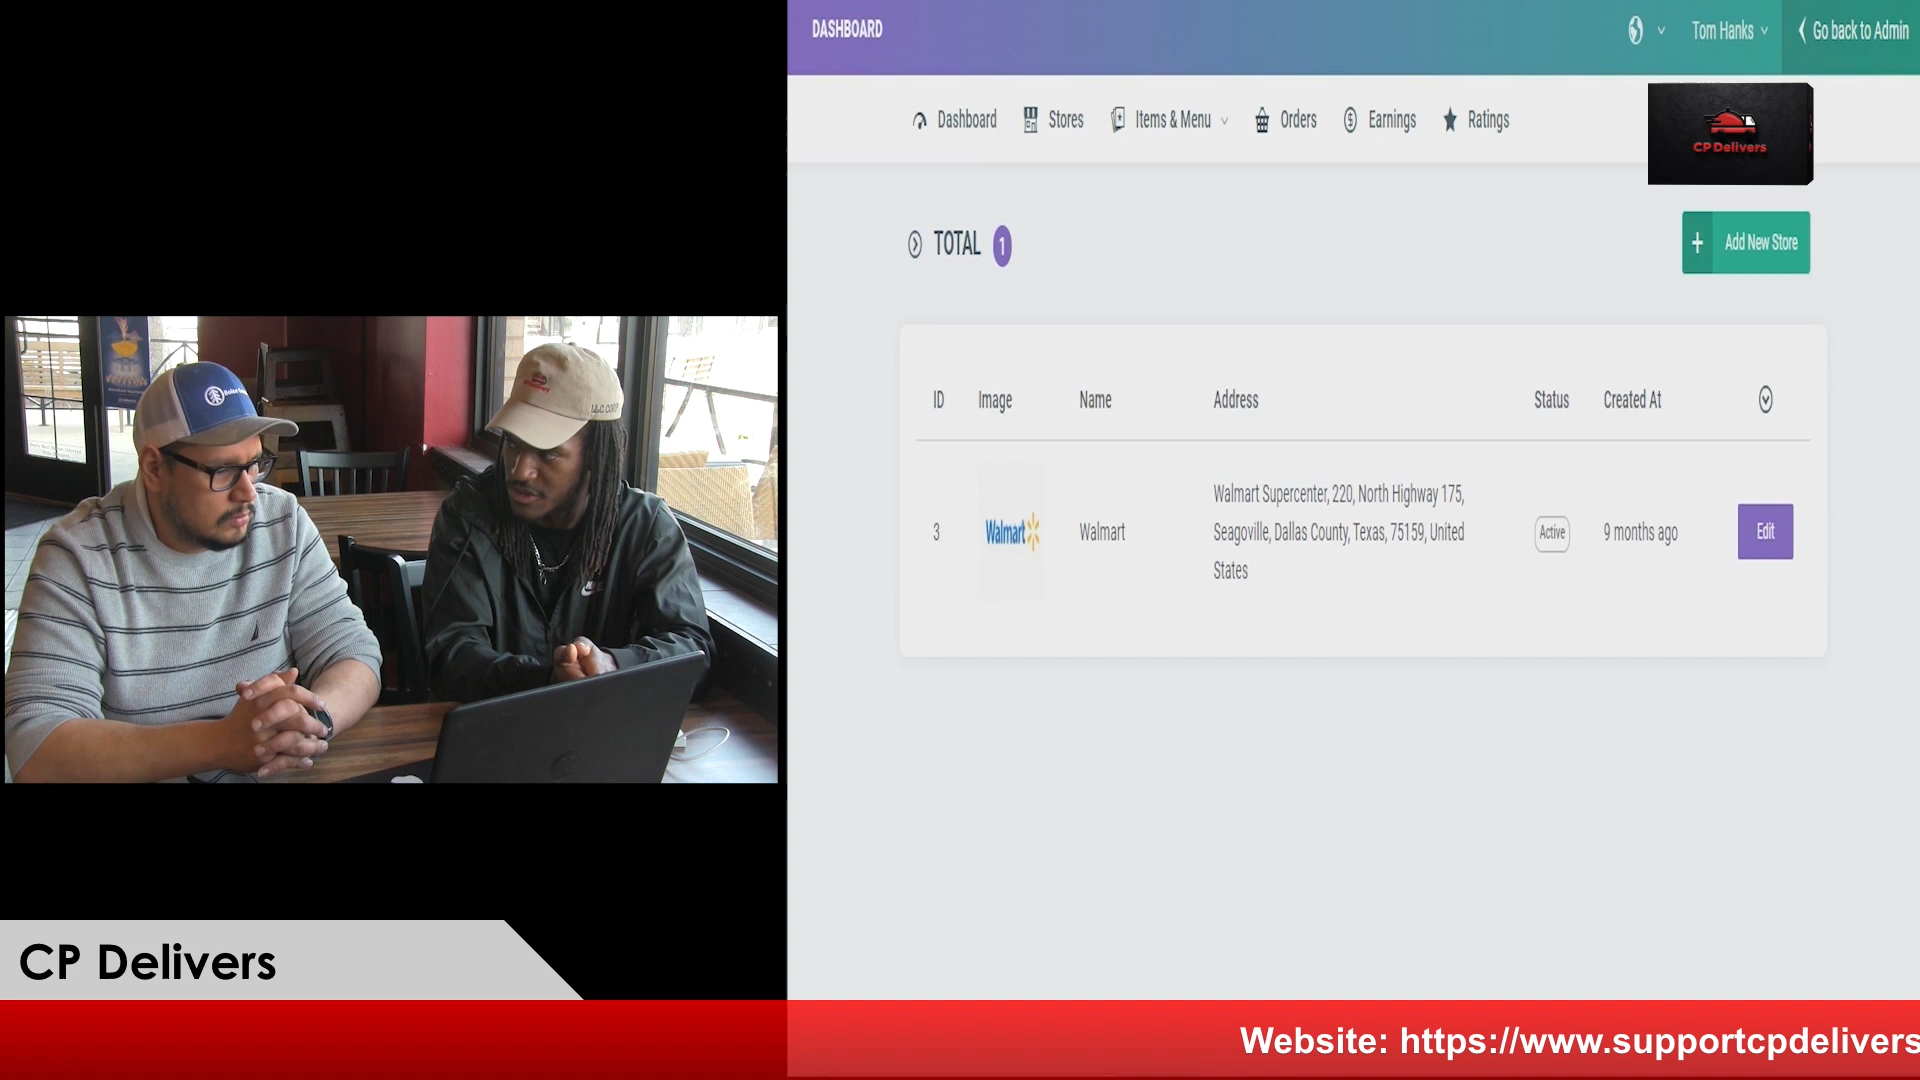 DASHBOARD
Tom Hanks
Go back to Admin
Dashboard
Stores
Items & Menu
Orders
Earnings
Ratings
CP Delivers
TOTAL 1
+ Add New Store
ID Image Name Address Status Created At
3
Walmart
Walmart
Walmart Supercenter, 220, North Highway 175,
Seagoville, Dallas County, Texas, 75159, United
States
Active
9 months ago
Edit
LLC CORP
CP Delivers
Website: https://www.supportcpdelivers